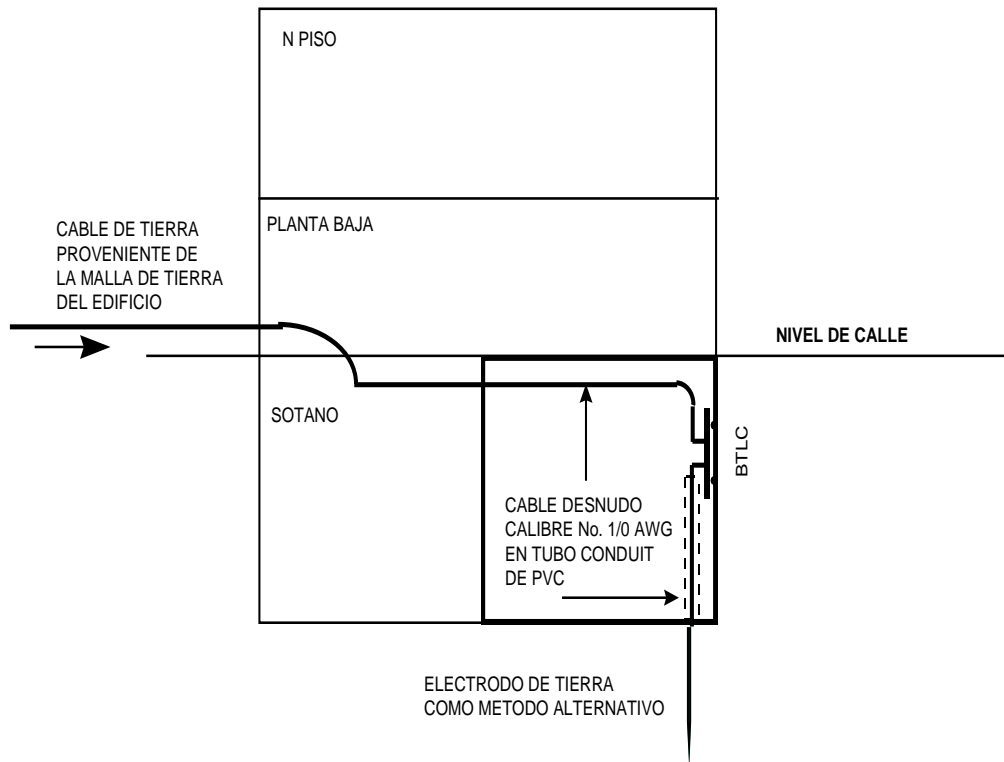 N PISO
PLANTA BAJA
CABLE DE TIERRA
PROVENIENTE DE
LA MALLA DE TIERRA
DEL EDIFICIO
NIVEL DE CALLE
SOTANO
BTLC
CABLE DESNUDO
CALIBRE No. 1/0 AWG
EN TUBO CONDUIT
DE PVC
ELECTRODO DE TIERRA
COMO METODO ALTERNATIVO